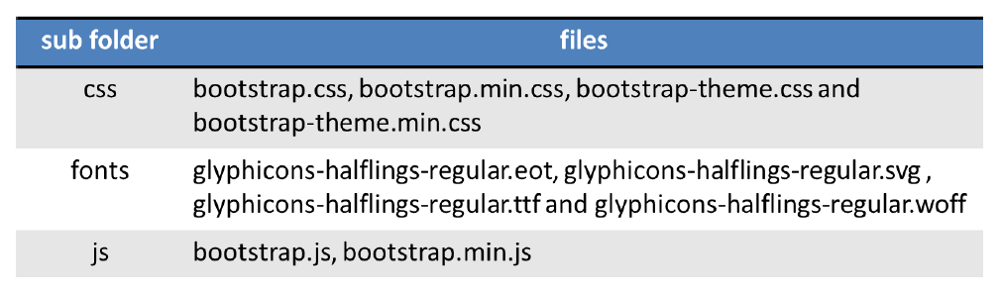 sub folder files
css bootstrap.css, bootstrap.min.css, bootstrap-theme.css and
bootstrap-theme.min.css
fonts glyphicons-halflings-regular.eot, glyphicons-halflings-regular.svg ,
glyphicons-halflings-regular.ttf and glyphicons-halflings-regular.woff
js bootstrap.js, bootstrap.min.js